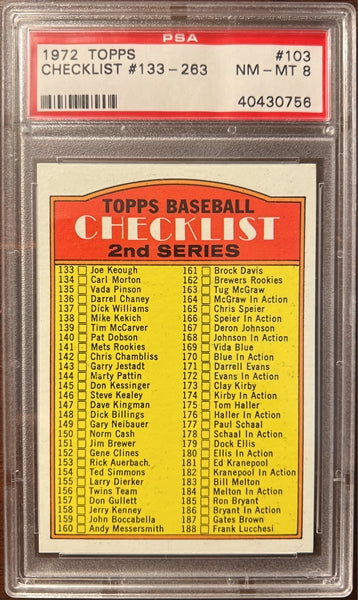 PSA
1972 TOPPS #103
CHECKLIST #133-263 NM-MT 8
40430756
TOPPS BASEBALL
CHECKLIST
2nd SERIES
133 Joe Keough
134 Carl Morton
135 Vada Pinson
136 Darrel Chaney
137 Dick Williams
138 Mike Kekich
139 Tim McCarver
140 Pat Dobson
141 Mets Rookies
142 Chris Chambliss
143 Garry Jestadt
144 Marty Pattin
145 Don Kessinger
146 Steve Kealey
147 Dave Kingman
148 Dick Billings
149 Gary Neibauer
150 Norm Cash
151 Jim Brewer
152 Gene Clines
153 Rick Auerbach.
154 Ted Simmons
155 Larry Dierker
156 Twins Team
157 Don Gullett
158 Jerry Kenney
159 John Boccabella
160 Andy Messersmith
161 Brock Davis
162 Brewers Rookies
163 Tug McGraw
164 McGraw In Action
165 Chris Speier
166 Speier In Action
167 Deron Johnson
168 Johnson In Action
169 Vida Blue
170 Blue In Action
171 Darrell Evans
172 Evans In Action
173 Clay Kirby
174 Kirby In Action
175 Tom Haller
176 Haller In Action
177 Paul Schaal
178 Schaal In Action
179 Dock Ellis
180 Ellis In Action
181 Ed Kranepool
182 Kranepool In Action
183 Bill Melton
184 Melton In Action
185 Ron Bryant
186 Bryant In Action
187 Gates Brown
188 Frank Lucchesi